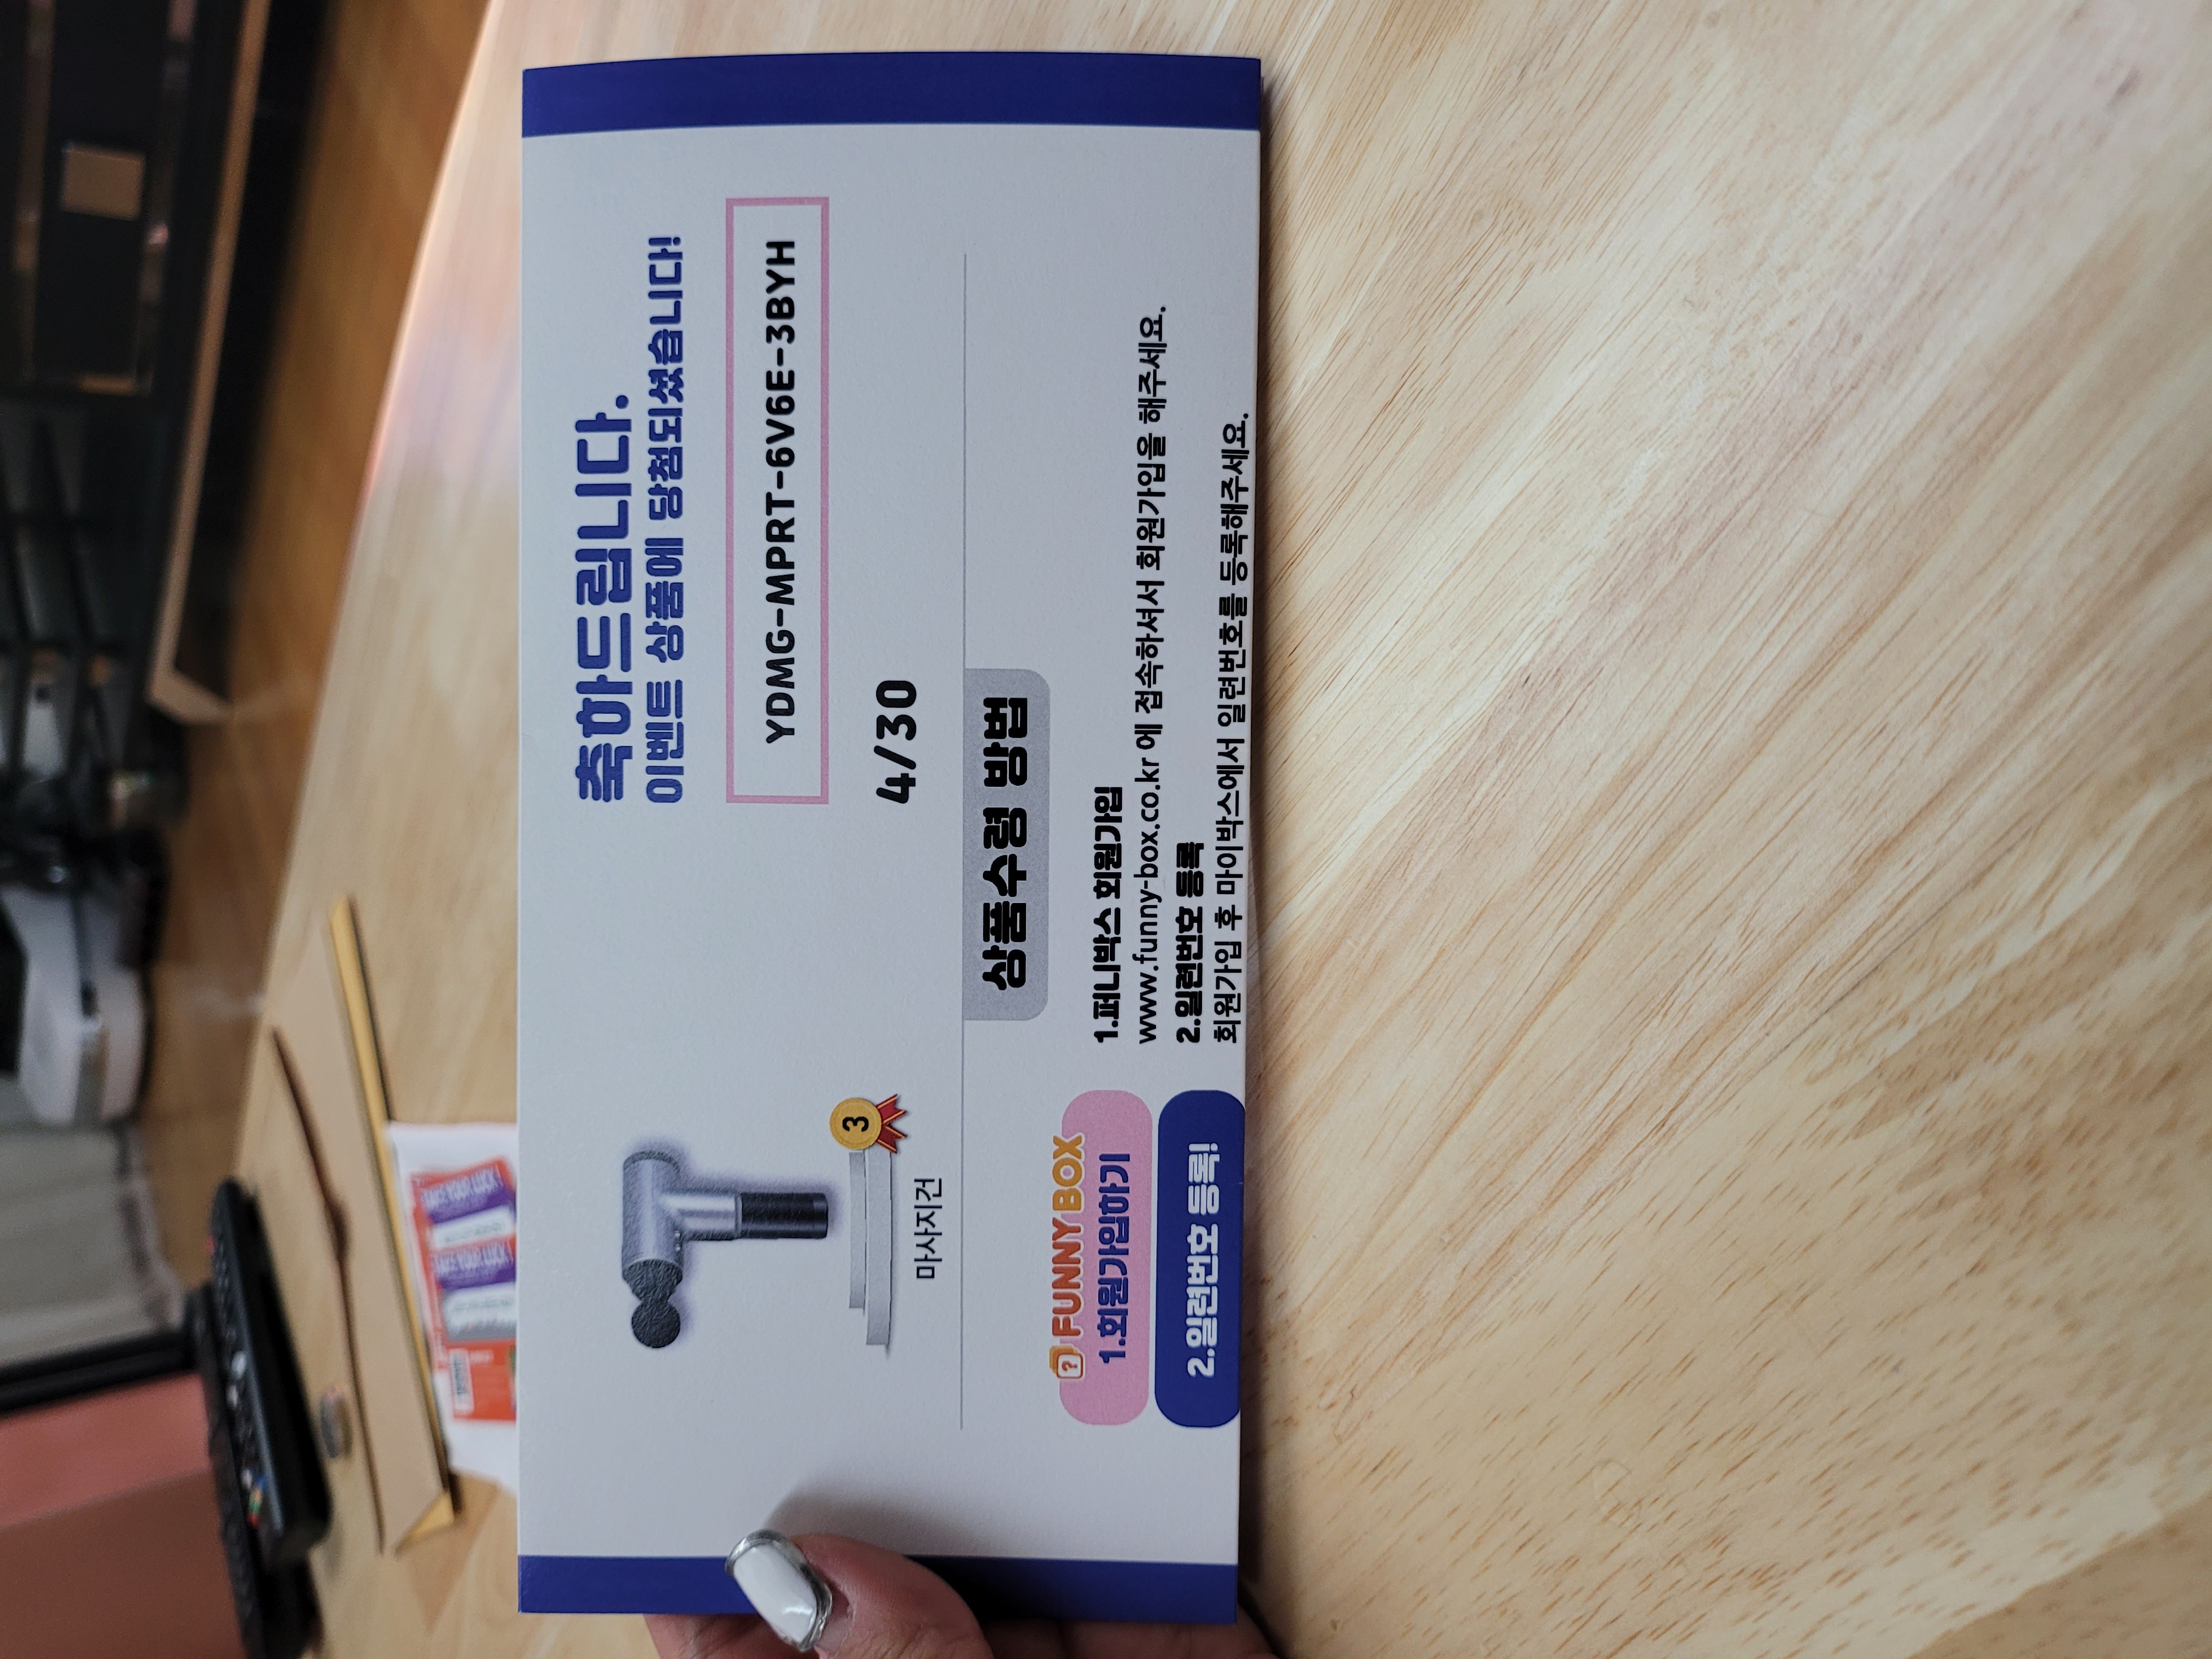 축하드립니다.
이벤트 상품에 당첨되셨습니다!
YDMG-MPRT-6V6E-3BYH
4/30
3
마사지건
상품수령 방법
FUNNY BOX
1.회원가입하기
2.일련번호 등록!
1.퍼니박스 회원가입
www.funny-box.co.kr 에 접속하셔서 회원가입을 해주세요.
2.일련번호 등록
회원가입 후 마이박스에서 일련번호를 등록해주세요.